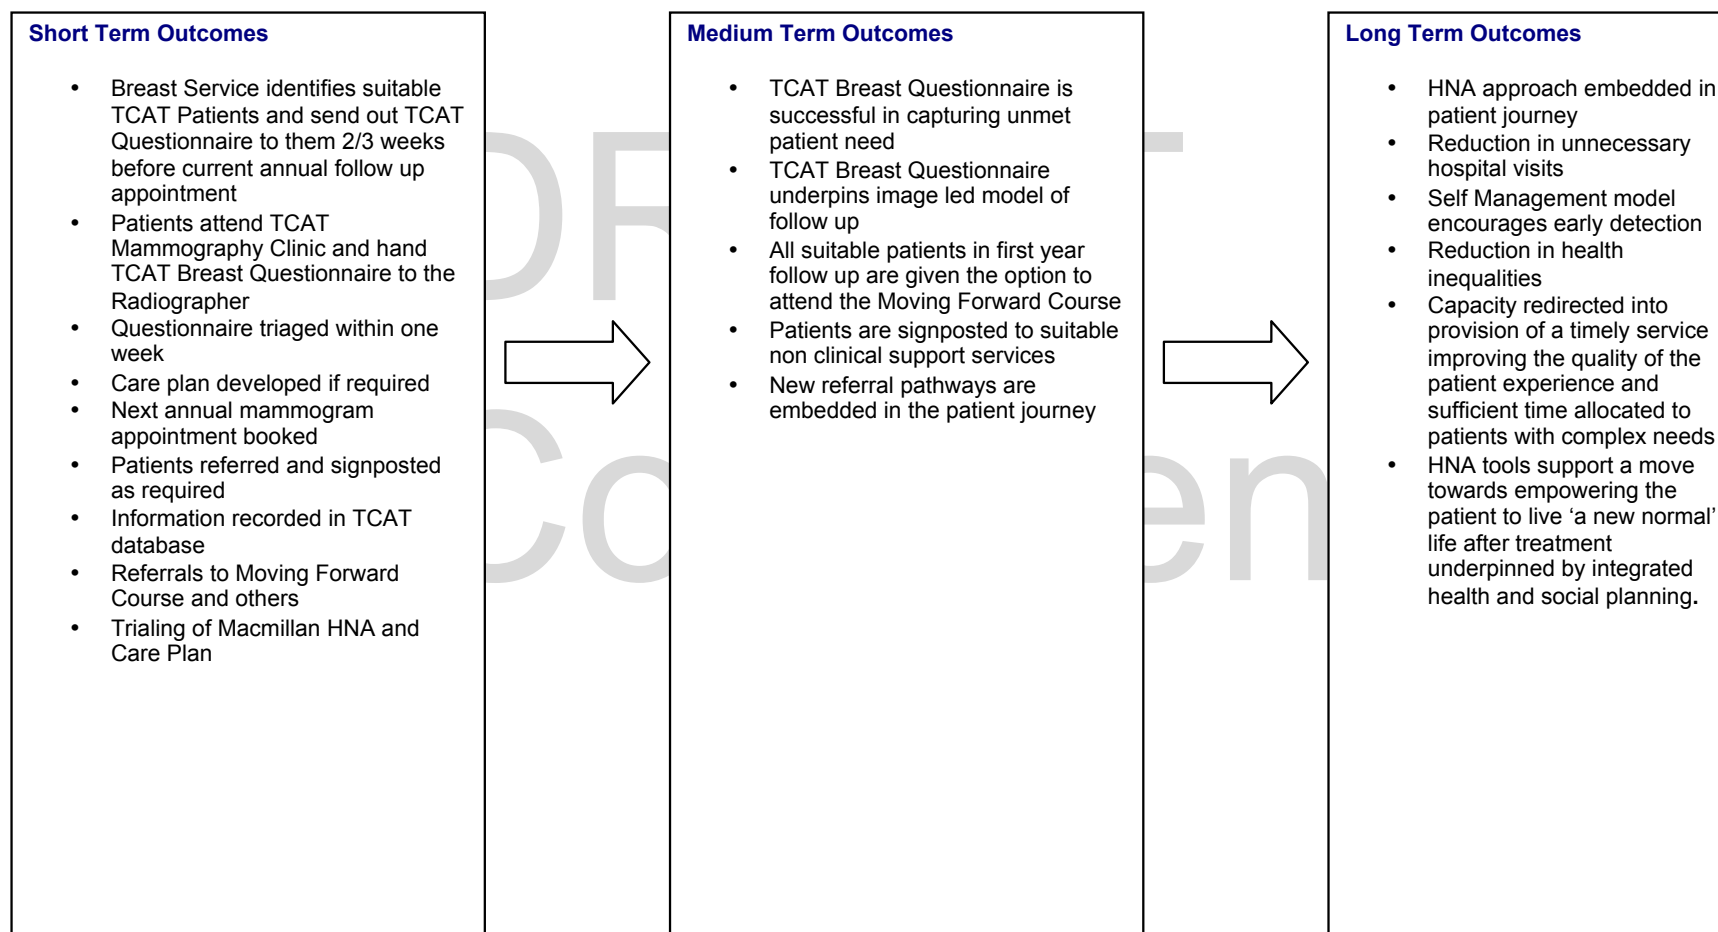 Short Term Outcomes
• Breast Service identifies suitable
TCAT Patients and send out TCAT
Questionnaire to them 2/3 weeks
before current annual follow up
appointment
• Patients attend TCAT
Mammography Clinic and hand
TCAT Breast Questionnaire to the
Radiographer
• Questionnaire triaged within one
week
• Care plan developed if required
• Next annual mammogram
appointment booked
• Patients referred and signposted
as required
• Information recorded in TCAT
database
• Referrals to Moving Forward
Course and others
• Trialing of Macmillan HNA and
Care Plan
Medium Term Outcomes
• TCAT Breast Questionnaire is
successful in capturing unmet
patient need
• TCAT Breast Questionnaire
underpins image led model of
follow up
• All suitable patients in first year
follow up are given the option to
attend the Moving Forward Course
• Patients are signposted to suitable
non clinical support services
• New referral pathways are
embedded in the patient journey
Long Term Outcomes
• HNA approach embedded in
patient journey
• Reduction in unnecessary
hospital visits
• Self Management model
encourages early detection
• Reduction in health
inequalities
• Capacity redirected into
provision of a timely service
improving the quality of the
patient experience and
sufficient time allocated to
patients with complex needs
• HNA tools support a move
towards empowering the
patient to live ‘a new normal’
life after treatment
underpinned by integrated
health and social planning.